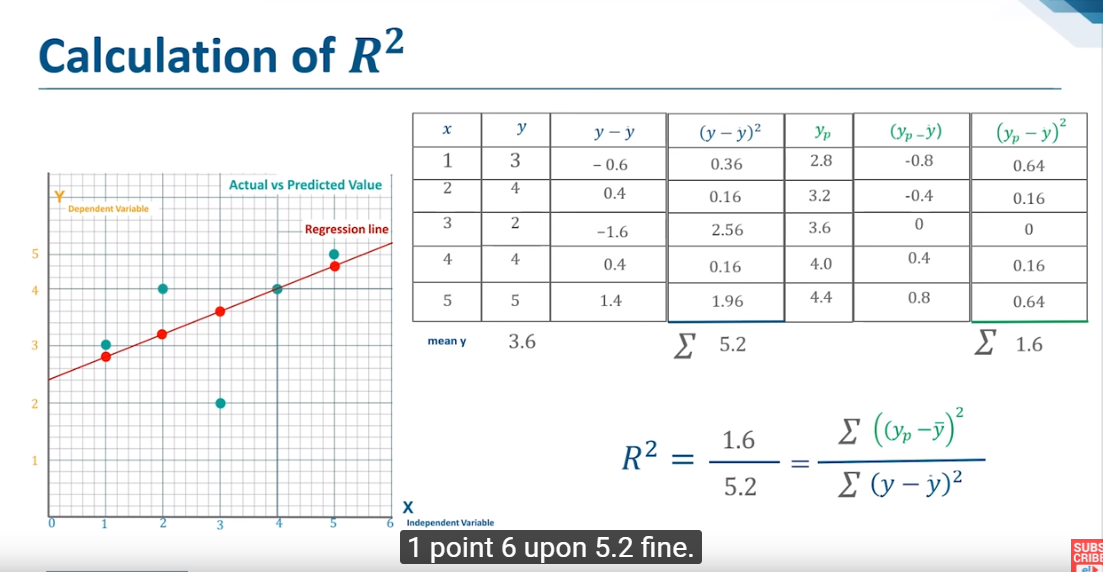 Calculation of R²
x y y − y (y − y)² yₚ (yₚ − ȳ) (yₚ − y)²
1 3 − 0.6 0.36 2.8 -0.8 0.64
2 4 0.4 0.16 3.2 -0.4 0.16
3 2 −1.6 2.56 3.6 0 0
4 4 0.4 0.16 4.0 0.4 0.16
5 5 1.4 1.96 4.4 0.8 0.64
mean y 3.6 Σ 5.2 Σ 1.6
Actual vs Predicted Value
Y
Dependent Variable
Regression line
5
4
3
2
1
0 1 2 3 4 5 6
X
Independent Variable
R² = 1.6 / 5.2 = Σ ((yₚ − ȳ)² / Σ (y − y)²
1 point 6 upon 5.2 fine.
SUBS
CRIBE